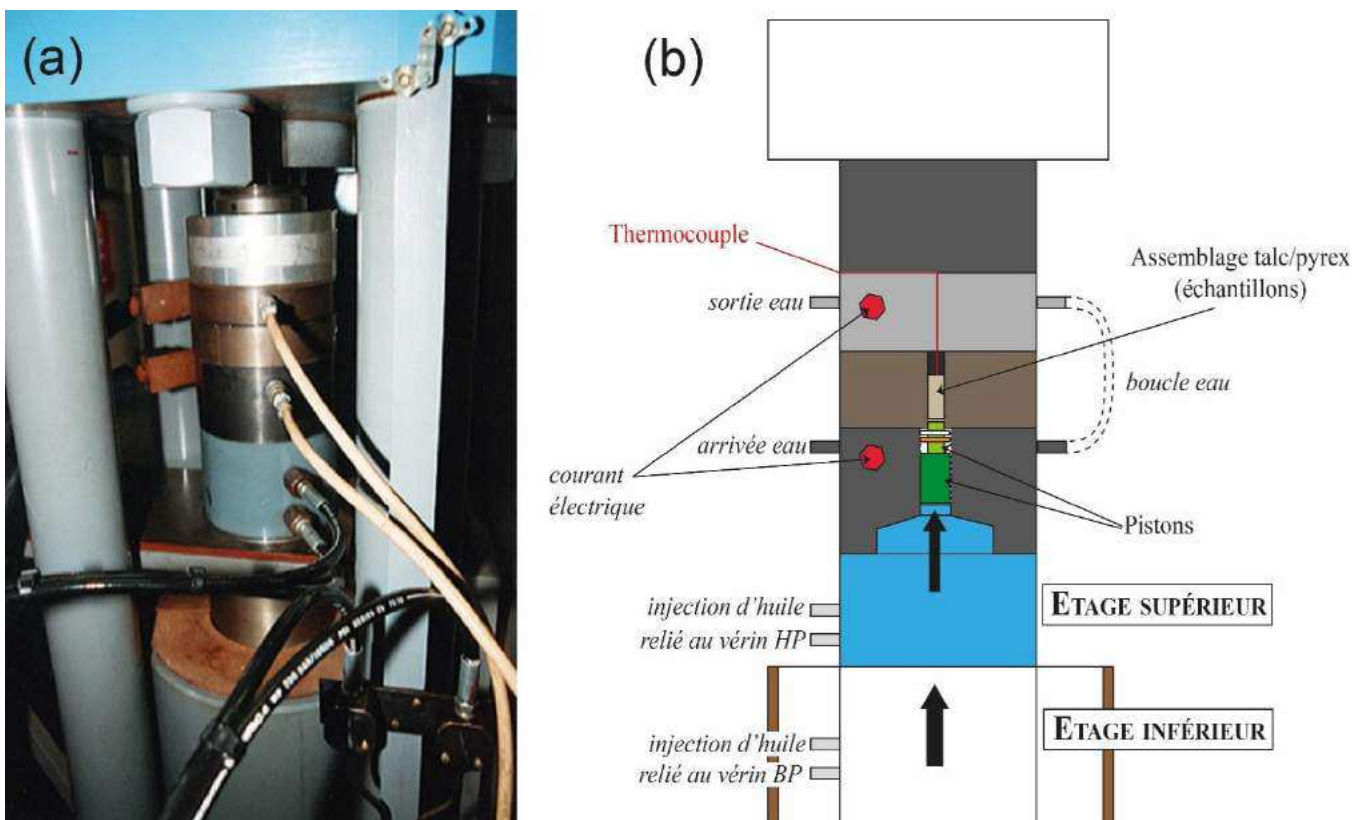 (a)
(b)
Thermocouple
Assemblage talc/pyrex
(échantillons)
sortie eau
boucle eau
arrivée eau
courant
électrique
Pistons
injection d'huile
ETAGE SUPÉRIEUR
relié au vérin HP
ETAGE INFÉRIEUR
injection d'huile
relié au vérin BP